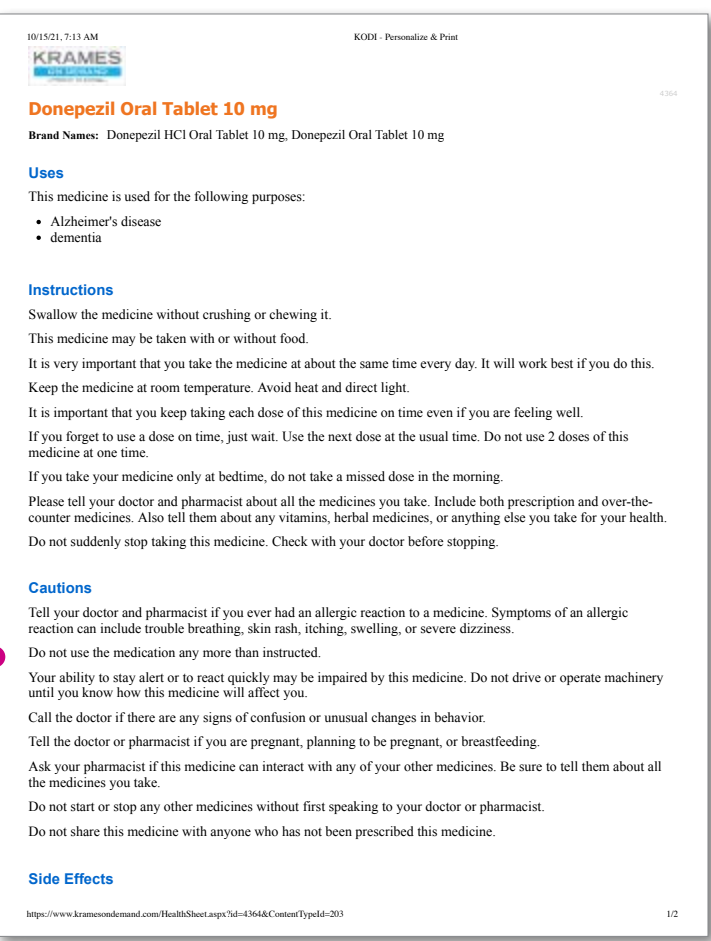 10/15/21, 7:13 AM
KODI - Personalize & Print
KRAMES
ON DEMAND
4364
Donepezil Oral Tablet 10 mg
Brand Names: Donepezil HCl Oral Tablet 10 mg, Donepezil Oral Tablet 10 mg
Uses
This medicine is used for the following purposes:
• Alzheimer's disease
• dementia
Instructions
Swallow the medicine without crushing or chewing it.
This medicine may be taken with or without food.
It is very important that you take the medicine at about the same time every day. It will work best if you do this.
Keep the medicine at room temperature. Avoid heat and direct light.
It is important that you keep taking each dose of this medicine on time even if you are feeling well.
If you forget to use a dose on time, just wait. Use the next dose at the usual time. Do not use 2 doses of this
medicine at one time.
If you take your medicine only at bedtime, do not take a missed dose in the morning.
Please tell your doctor and pharmacist about all the medicines you take. Include both prescription and over-the-
counter medicines. Also tell them about any vitamins, herbal medicines, or anything else you take for your health.
Do not suddenly stop taking this medicine. Check with your doctor before stopping.
Cautions
Tell your doctor and pharmacist if you ever had an allergic reaction to a medicine. Symptoms of an allergic
reaction can include trouble breathing, skin rash, itching, swelling, or severe dizziness.
Do not use the medication any more than instructed.
Your ability to stay alert or to react quickly may be impaired by this medicine. Do not drive or operate machinery
until you know how this medicine will affect you.
Call the doctor if there are any signs of confusion or unusual changes in behavior.
Tell the doctor or pharmacist if you are pregnant, planning to be pregnant, or breastfeeding.
Ask your pharmacist if this medicine can interact with any of your other medicines. Be sure to tell them about all
the medicines you take.
Do not start or stop any other medicines without first speaking to your doctor or pharmacist.
Do not share this medicine with anyone who has not been prescribed this medicine.
Side Effects
https://www.kramesondemand.com/HealthSheet.aspx?id=4364&ContentTypeId=203
1/2